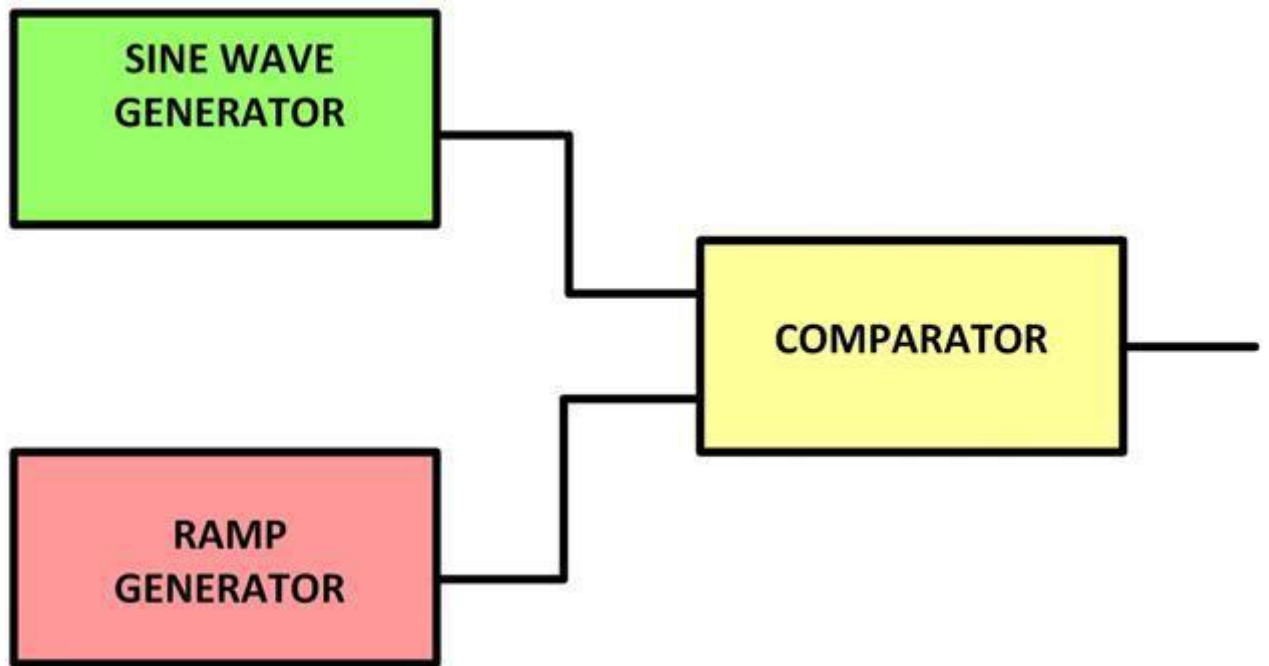 SINE WAVE
GENERATOR
COMPARATOR
RAMP
GENERATOR